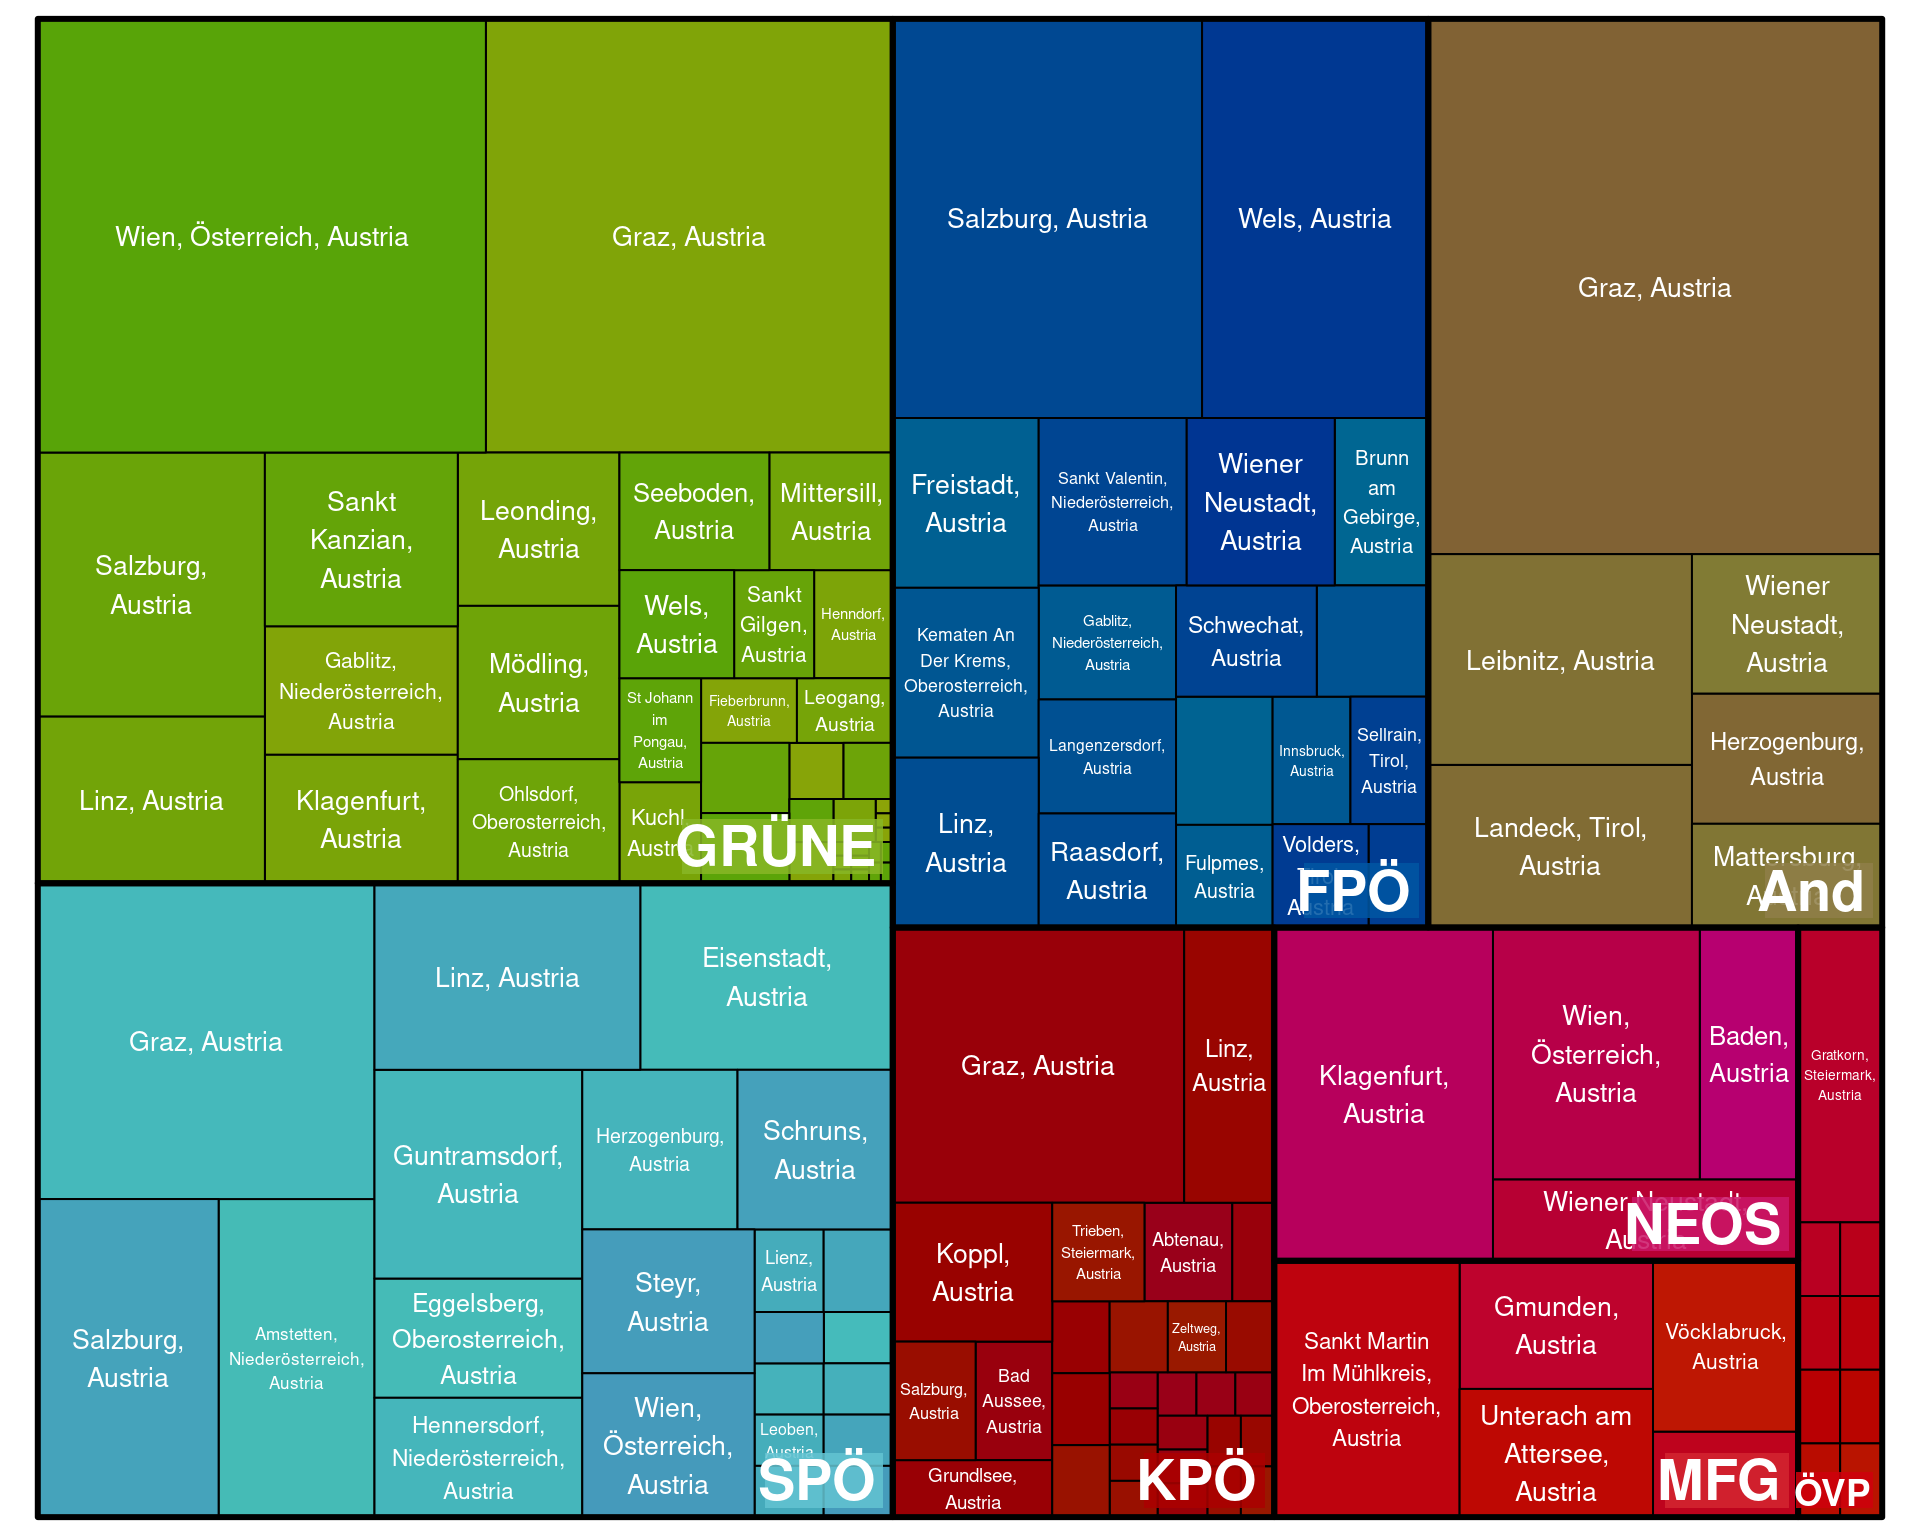 Wien, Österreich, Austria
Graz, Austria
Salzburg,
Austria
Linz, Austria
Sankt
Kanzian,
Austria
Gablitz,
Niederösterreich,
Austria
Klagenfurt,
Austria
Leonding,
Austria
Mödling,
Austria
Ohlsdorf,
Oberosterreich,
Austria
Seeboden,
Austria
Mittersill,
Austria
Wels,
Austria
Sankt
Gilgen,
Austria
Henndorf,
Austria
St Johann
im
Pongau,
Austria
Fieberbrunn,
Austria
Leogang,
Austria
Kuchl,
Austria
GRÜNE
Salzburg, Austria
Wels, Austria
Freistadt,
Austria
Sankt Valentin,
Niederösterreich,
Austria
Wiener
Neustadt,
Austria
Brunn
am
Gebirge,
Austria
Kematen An
Der Krems,
Oberosterreich,
Austria
Gablitz,
Niederösterreich,
Austria
Schwechat,
Austria
Langenzersdorf,
Austria
Innsbruck,
Austria
Sellrain,
Tirol,
Austria
Linz,
Austria
Raasdorf,
Austria
Fulpmes,
Austria
Volders,
Tirol,
Austria
FPÖ
Graz, Austria
Leibnitz, Austria
Wiener
Neustadt,
Austria
Herzogenburg,
Austria
Landeck, Tirol,
Austria
Mattersburg,
Austria
And
Graz, Austria
Linz, Austria
Eisenstadt,
Austria
Guntramsdorf,
Austria
Herzogenburg,
Austria
Schruns,
Austria
Salzburg,
Austria
Amstetten,
Niederösterreich,
Austria
Eggelsberg,
Oberosterreich,
Austria
Hennersdorf,
Niederösterreich,
Austria
Steyr,
Austria
Wien,
Österreich,
Austria
Lienz,
Austria
Leoben,
Austria
SPÖ
Graz, Austria
Linz,
Austria
Koppl,
Austria
Trieben,
Steiermark,
Austria
Abtenau,
Austria
Zeltweg,
Austria
Salzburg,
Austria
Bad
Aussee,
Austria
Grundlsee,
Austria
KPÖ
Klagenfurt,
Austria
Wien,
Österreich,
Austria
Baden,
Austria
Wiener Neustadt,
Austria
NEOS
Sankt Martin
Im Mühlkreis,
Oberosterreich,
Austria
Gmunden,
Austria
Unterach am
Attersee,
Austria
Vöcklabruck,
Austria
MFG
Gratkorn,
Steiermark,
Austria
ÖVP